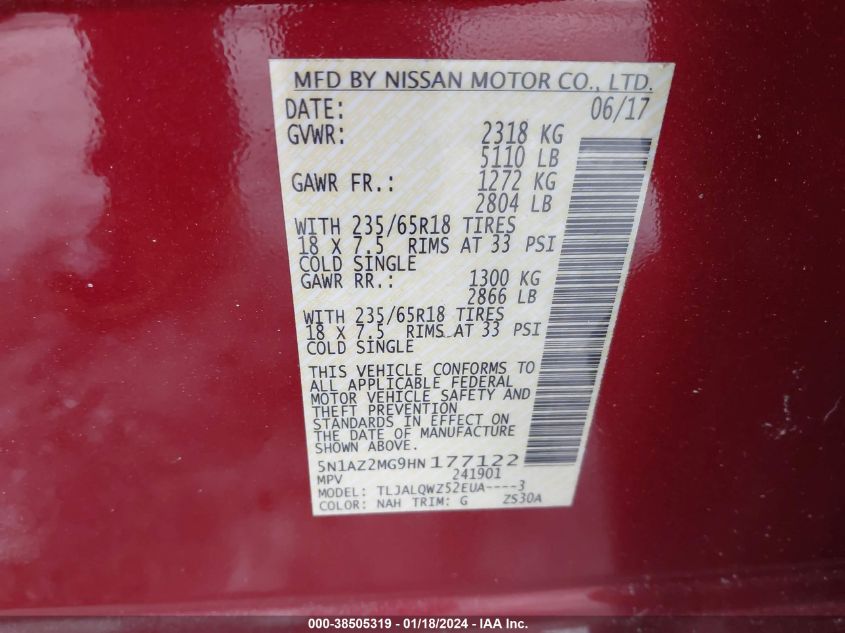 MFD BY NISSAN MOTOR CO., LTD.
DATE: 06/17
GVWR: 2318 KG
5110 LB
GAWR FR.: 1272 KG
2804 LB
WITH 235/65R18 TIRES
18 X 7.5 RIMS AT 33 PSI
COLD SINGLE
GAWR RR.: 1300 KG
2866 LB
WITH 235/65R18 TIRES
18 X 7.5 RIMS AT 33 PSI
COLD SINGLE
THIS VEHICLE CONFORMS TO
ALL APPLICABLE FEDERAL
MOTOR VEHICLE SAFETY AND
THEFT PREVENTION
STANDARDS IN EFFECT ON
THE DATE OF MANUFACTURE
SHOWN ABOVE.
5N1AZ2MG9HN177122
MPV 241901
MODEL: TLJALQWZ52EUA----3
COLOR: NAH TRIM: G ZS30A
000-38505319 - 01/18/2024 - IAA Inc.